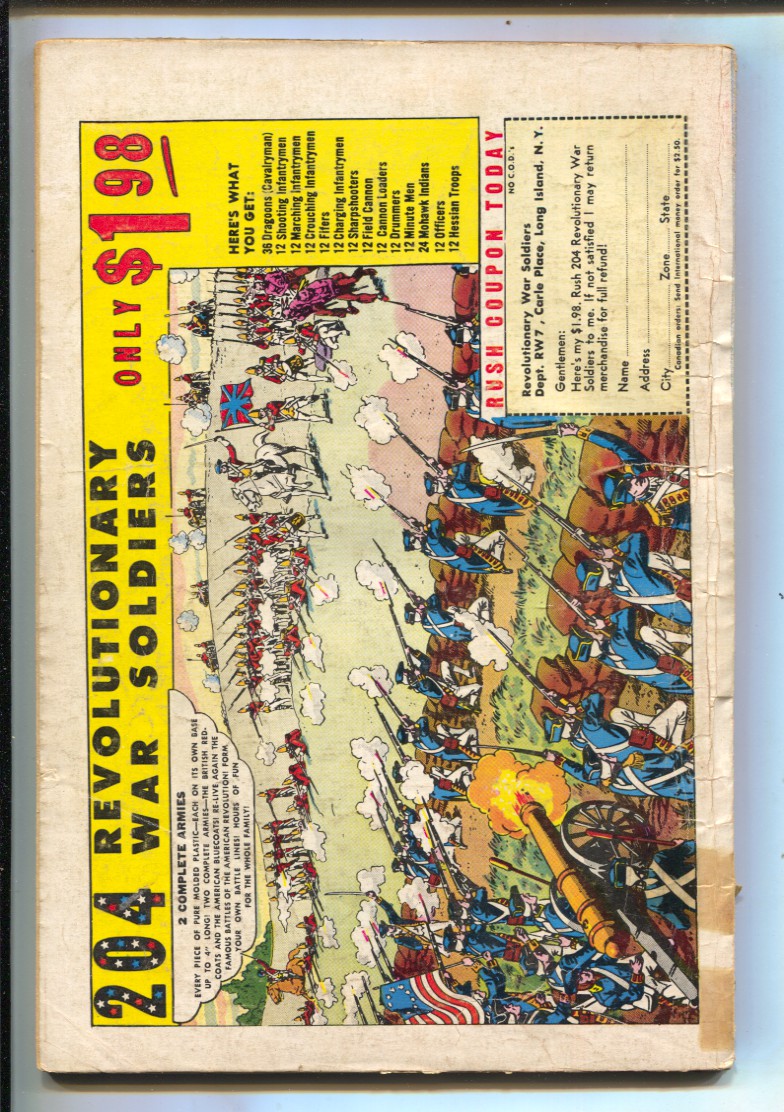 204 REVOLUTIONARY
WAR SOLDIERS ONLY $1.98
2 COMPLETE ARMIES
EVERY PIECE OF PURE MOLDED PLASTIC—EACH ON ITS OWN BASE
UP TO 4" LONG! TWO COMPLETE ARMIES—THE BRITISH RED-
COATS AND THE AMERICAN BLUECOATS! RE-LIVE AGAIN THE
FAMOUS BATTLES OF THE AMERICAN REVOLUTION! FORM
YOUR OWN BATTLE LINES! HOURS OF FUN
FOR THE WHOLE FAMILY!
HERE'S WHAT
YOU GET:
36 Dragoons (Cavalryman)
12 Shooting Infantrymen
12 Marching Infantrymen
12 Crouching Infantrymen
12 Fifers
12 Charging Infantrymen
12 Sharpshooters
12 Field Cannon
12 Cannon Loaders
12 Drummers
12 Minute Men
24 Mohawk Indians
12 Officers
12 Hessian Troops
RUSH COUPON TODAY
NO C.O.D.'s
Revolutionary War Soldiers
Dept. RW7, Carle Place, Long Island, N.Y.
Gentlemen:
Here's my $1.98. Rush 204 Revolutionary War
Soldiers to me. If not satisfied I may return
merchandise for full refund!
Name
Address
City Zone State
Canadian orders: Send International money order for $2.50.